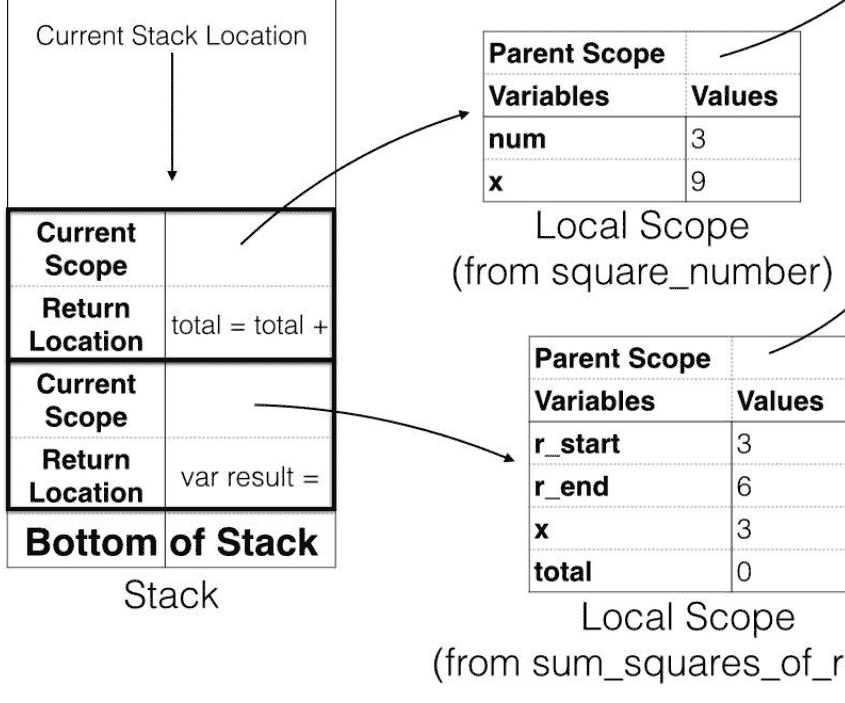 Current Stack Location
Current
Scope
Return
Location
total = total +
Current
Scope
Return
Location
var result =
Bottom of Stack
Stack
Parent Scope
Variables Values
num 3
x 9
Local Scope
(from square_number)
Parent Scope
Variables Values
r_start 3
r_end 6
x 3
total 0
Local Scope
(from sum_squares_of_r